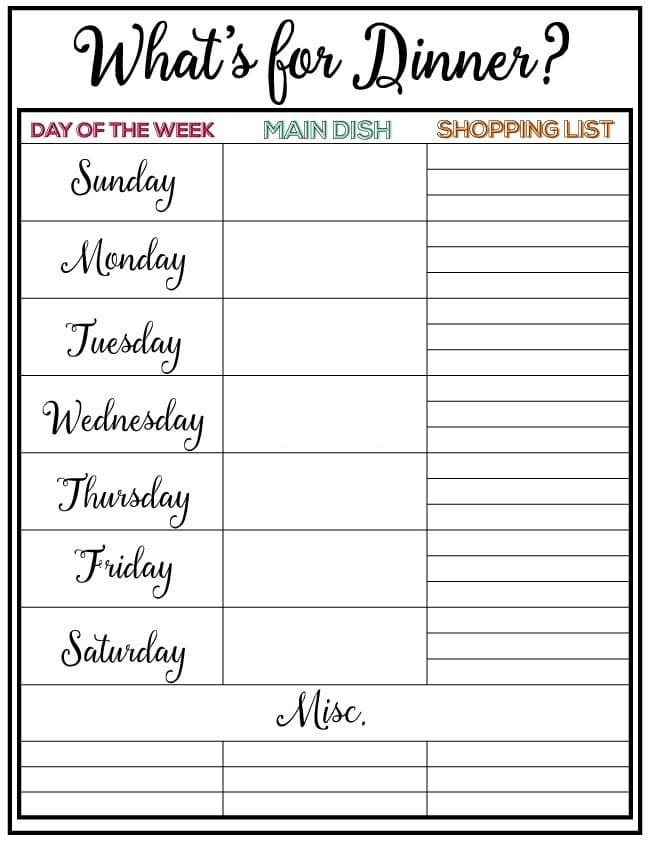 What's for Dinner?
DAY OF THE WEEK MAIN DISH SHOPPING LIST
Sunday
Monday
Tuesday
Wednesday
Thursday
Friday
Saturday
Misc.